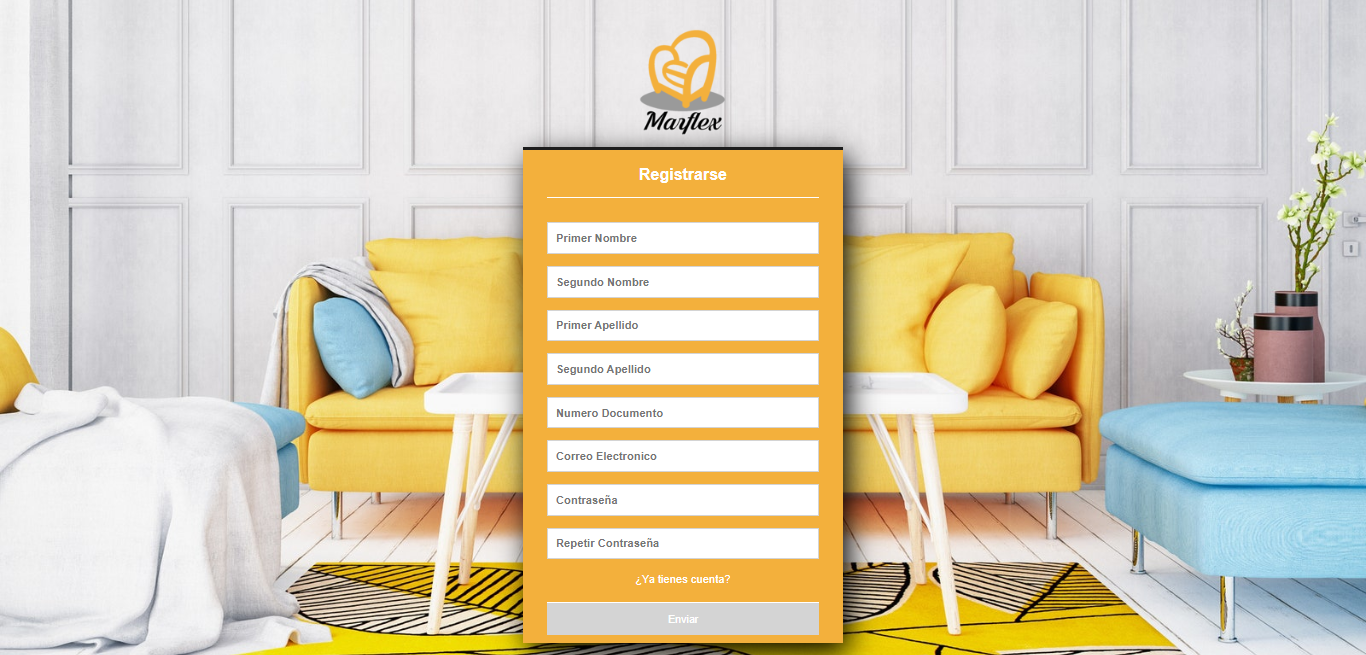 Marflex
Registrarse
Primer Nombre
Segundo Nombre
Primer Apellido
Segundo Apellido
Numero Documento
Correo Electronico
Contraseña
Repetir Contraseña
¿Ya tienes cuenta?
Enviar